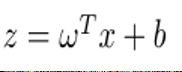 z = ω^T x + b